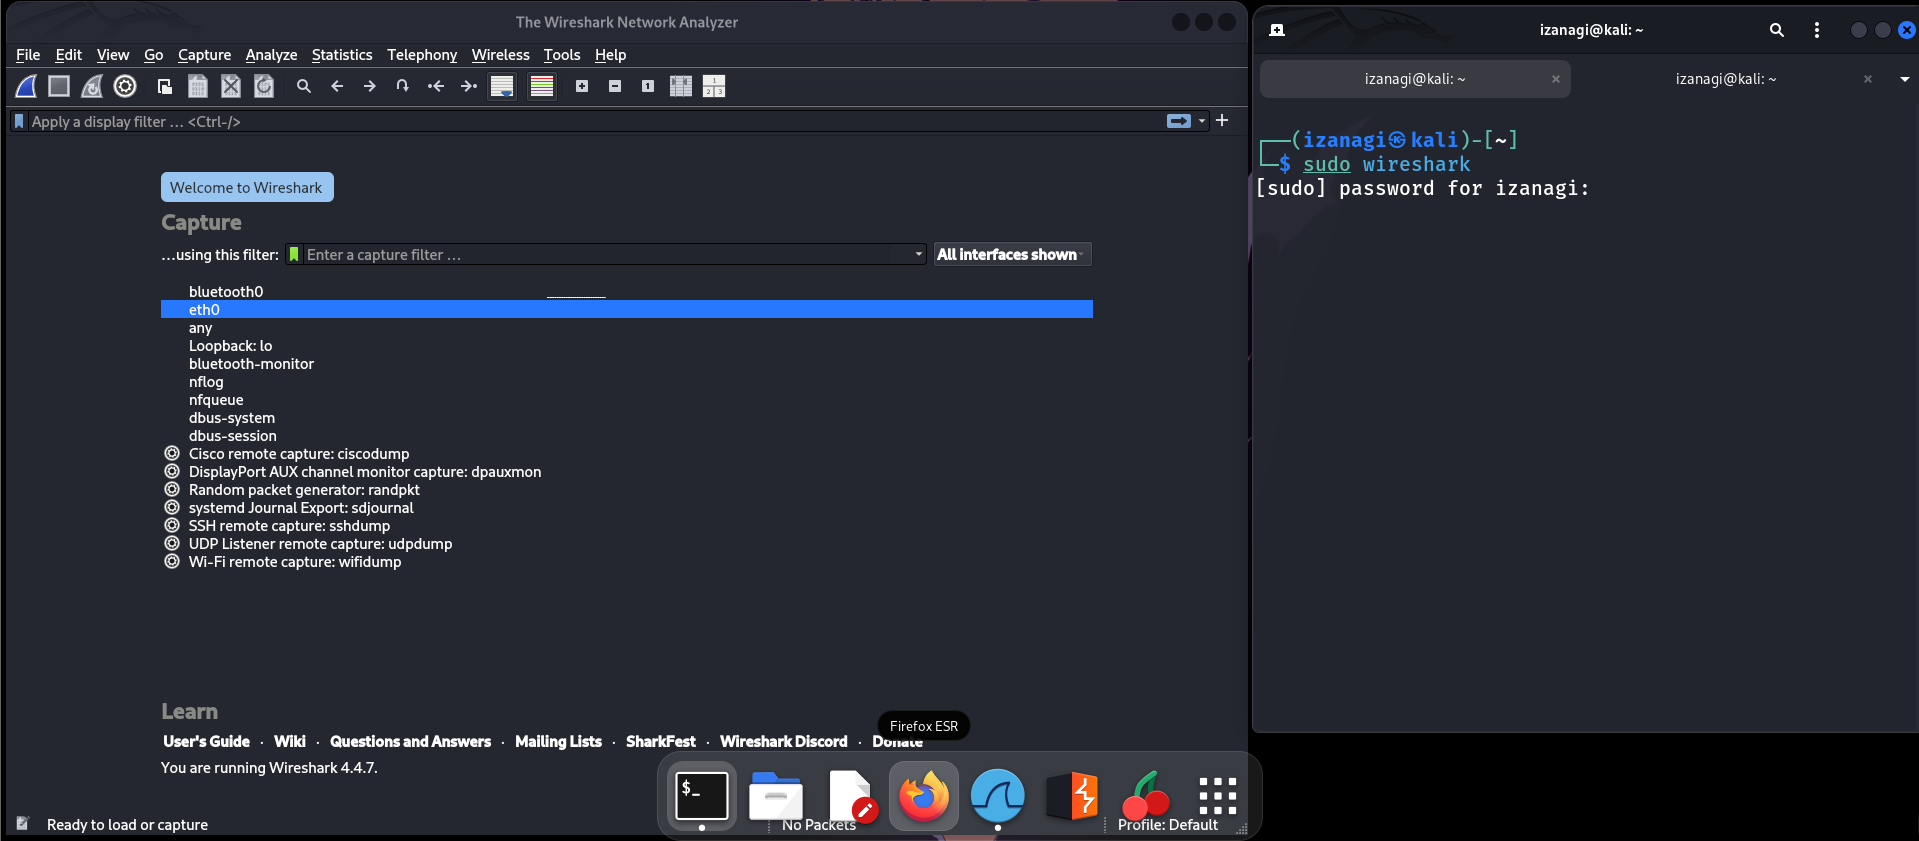 The Wireshark Network Analyzer
File Edit View Go Capture Analyze Statistics Telephony Wireless Tools Help
Apply a display filter … <Ctrl-/>
Welcome to Wireshark
Capture
…using this filter: Enter a capture filter … All interfaces shown
bluetooth0
eth0
any
Loopback: lo
bluetooth-monitor
nflog
nfqueue
dbus-system
dbus-session
Cisco remote capture: ciscodump
DisplayPort AUX channel monitor capture: dpauxmon
Random packet generator: randpkt
systemd Journal Export: sdjournal
SSH remote capture: sshdump
UDP Listener remote capture: udpdump
Wi-Fi remote capture: wifidump
Learn
User's Guide · Wiki · Questions and Answers · Mailing Lists · SharkFest · Wireshark Discord · Donate
You are running Wireshark 4.4.7.
Ready to load or capture
No Packets
Profile: Default
Firefox ESR
$_
izanagi@kali: ~
izanagi@kali: ~
izanagi@kali: ~
┌──(izanagi㉿kali)-[~]
└─$ sudo wireshark
[sudo] password for izanagi: